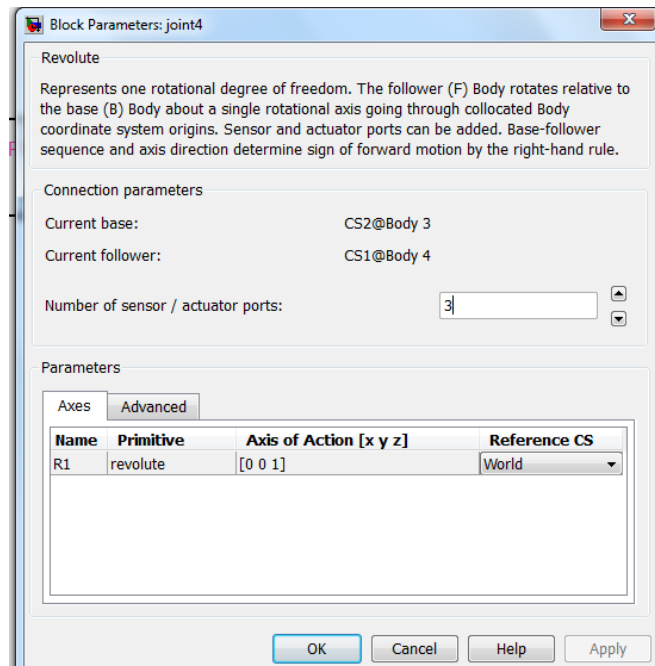 Block Parameters: joint4
Revolute
Represents one rotational degree of freedom. The follower (F) Body rotates relative to
the base (B) Body about a single rotational axis going through collocated Body
coordinate system origins. Sensor and actuator ports can be added. Base-follower
sequence and axis direction determine sign of forward motion by the right-hand rule.
Connection parameters
Current base: CS2@Body 3
Current follower: CS1@Body 4
Number of sensor / actuator ports: 3
Parameters
Axes Advanced
Name Primitive Axis of Action [x y z] Reference CS
R1 revolute [0 0 1] World
OK Cancel Help Apply